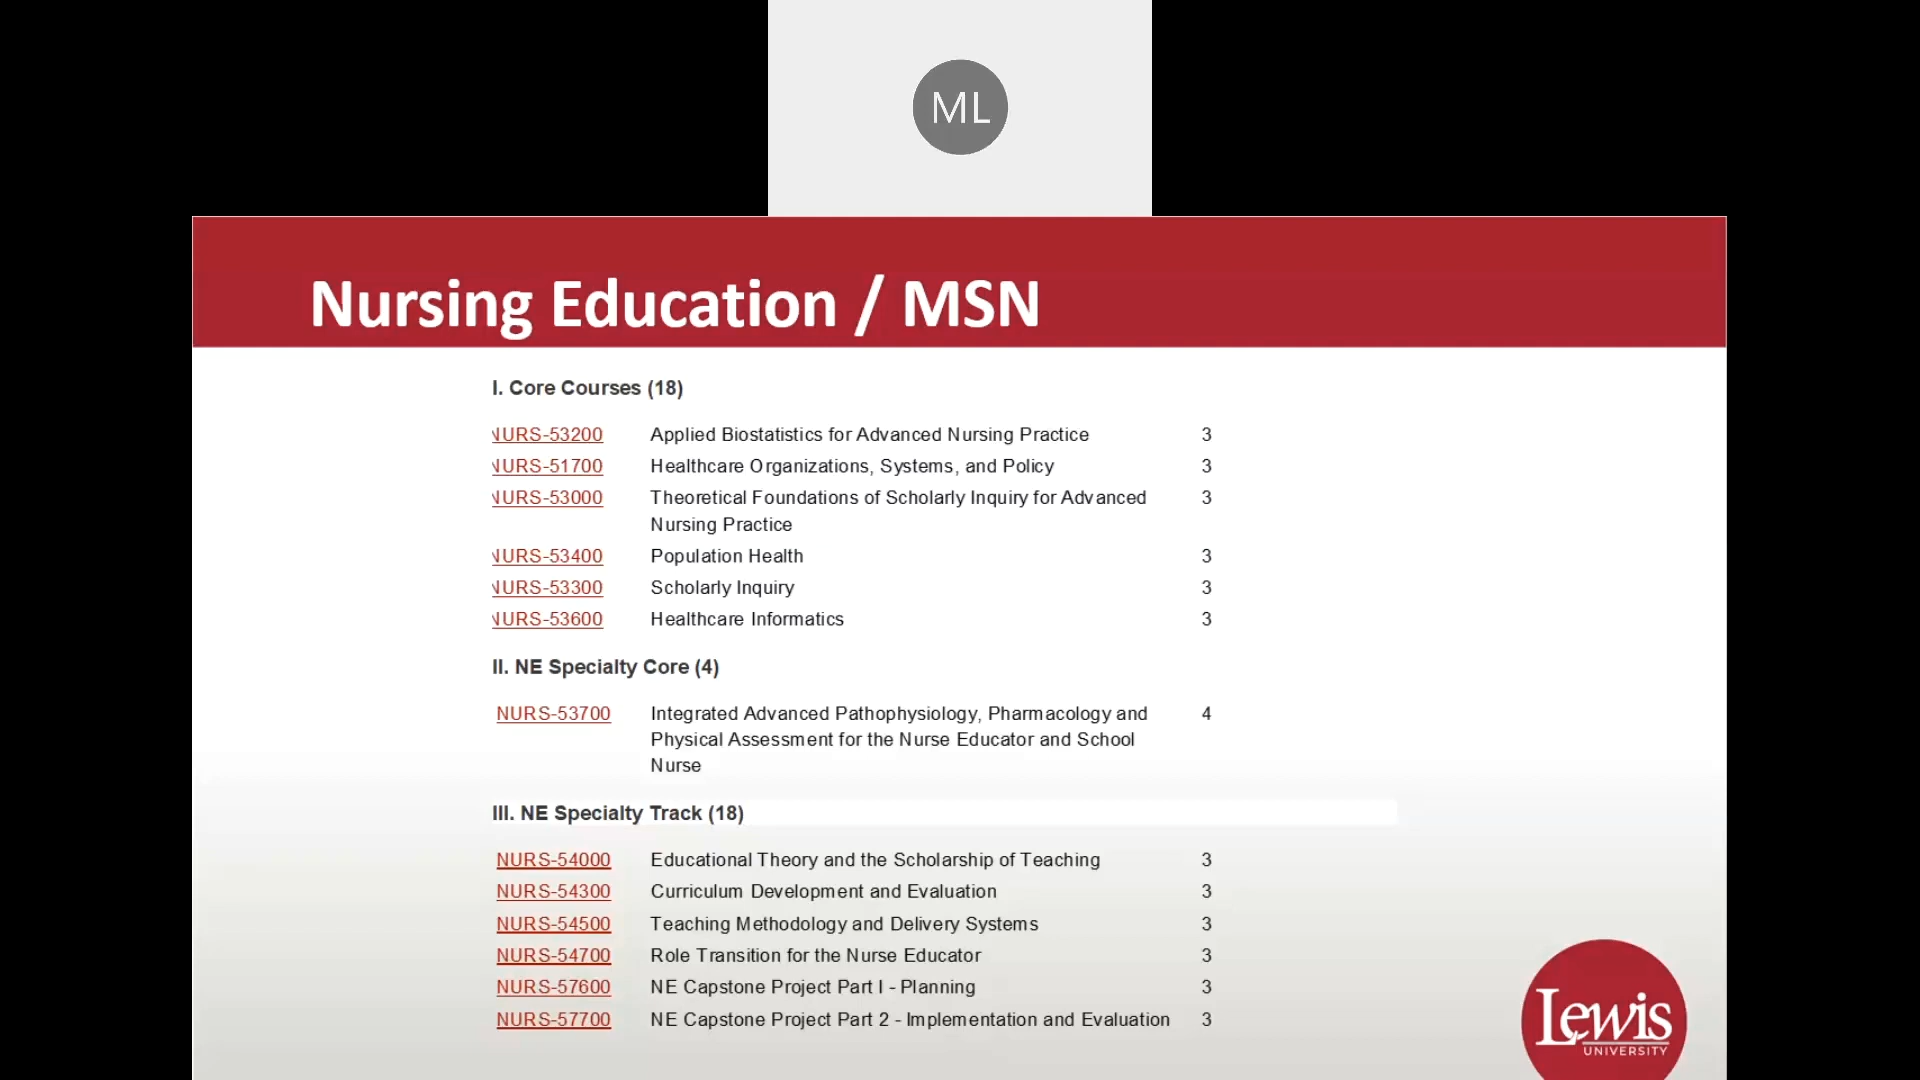 ML
Nursing Education / MSN
I. Core Courses (18)
NURS-53200 Applied Biostatistics for Advanced Nursing Practice 3
NURS-51700 Healthcare Organizations, Systems, and Policy 3
NURS-53000 Theoretical Foundations of Scholarly Inquiry for Advanced 3
Nursing Practice
NURS-53400 Population Health 3
NURS-53300 Scholarly Inquiry 3
NURS-53600 Healthcare Informatics 3
II. NE Specialty Core (4)
NURS-53700 Integrated Advanced Pathophysiology, Pharmacology and 4
Physical Assessment for the Nurse Educator and School
Nurse
III. NE Specialty Track (18)
NURS-54000 Educational Theory and the Scholarship of Teaching 3
NURS-54300 Curriculum Development and Evaluation 3
NURS-54500 Teaching Methodology and Delivery Systems 3
NURS-54700 Role Transition for the Nurse Educator 3
NURS-57600 NE Capstone Project Part I - Planning 3
NURS-57700 NE Capstone Project Part 2 - Implementation and Evaluation 3
Lewis
UNIVERSITY